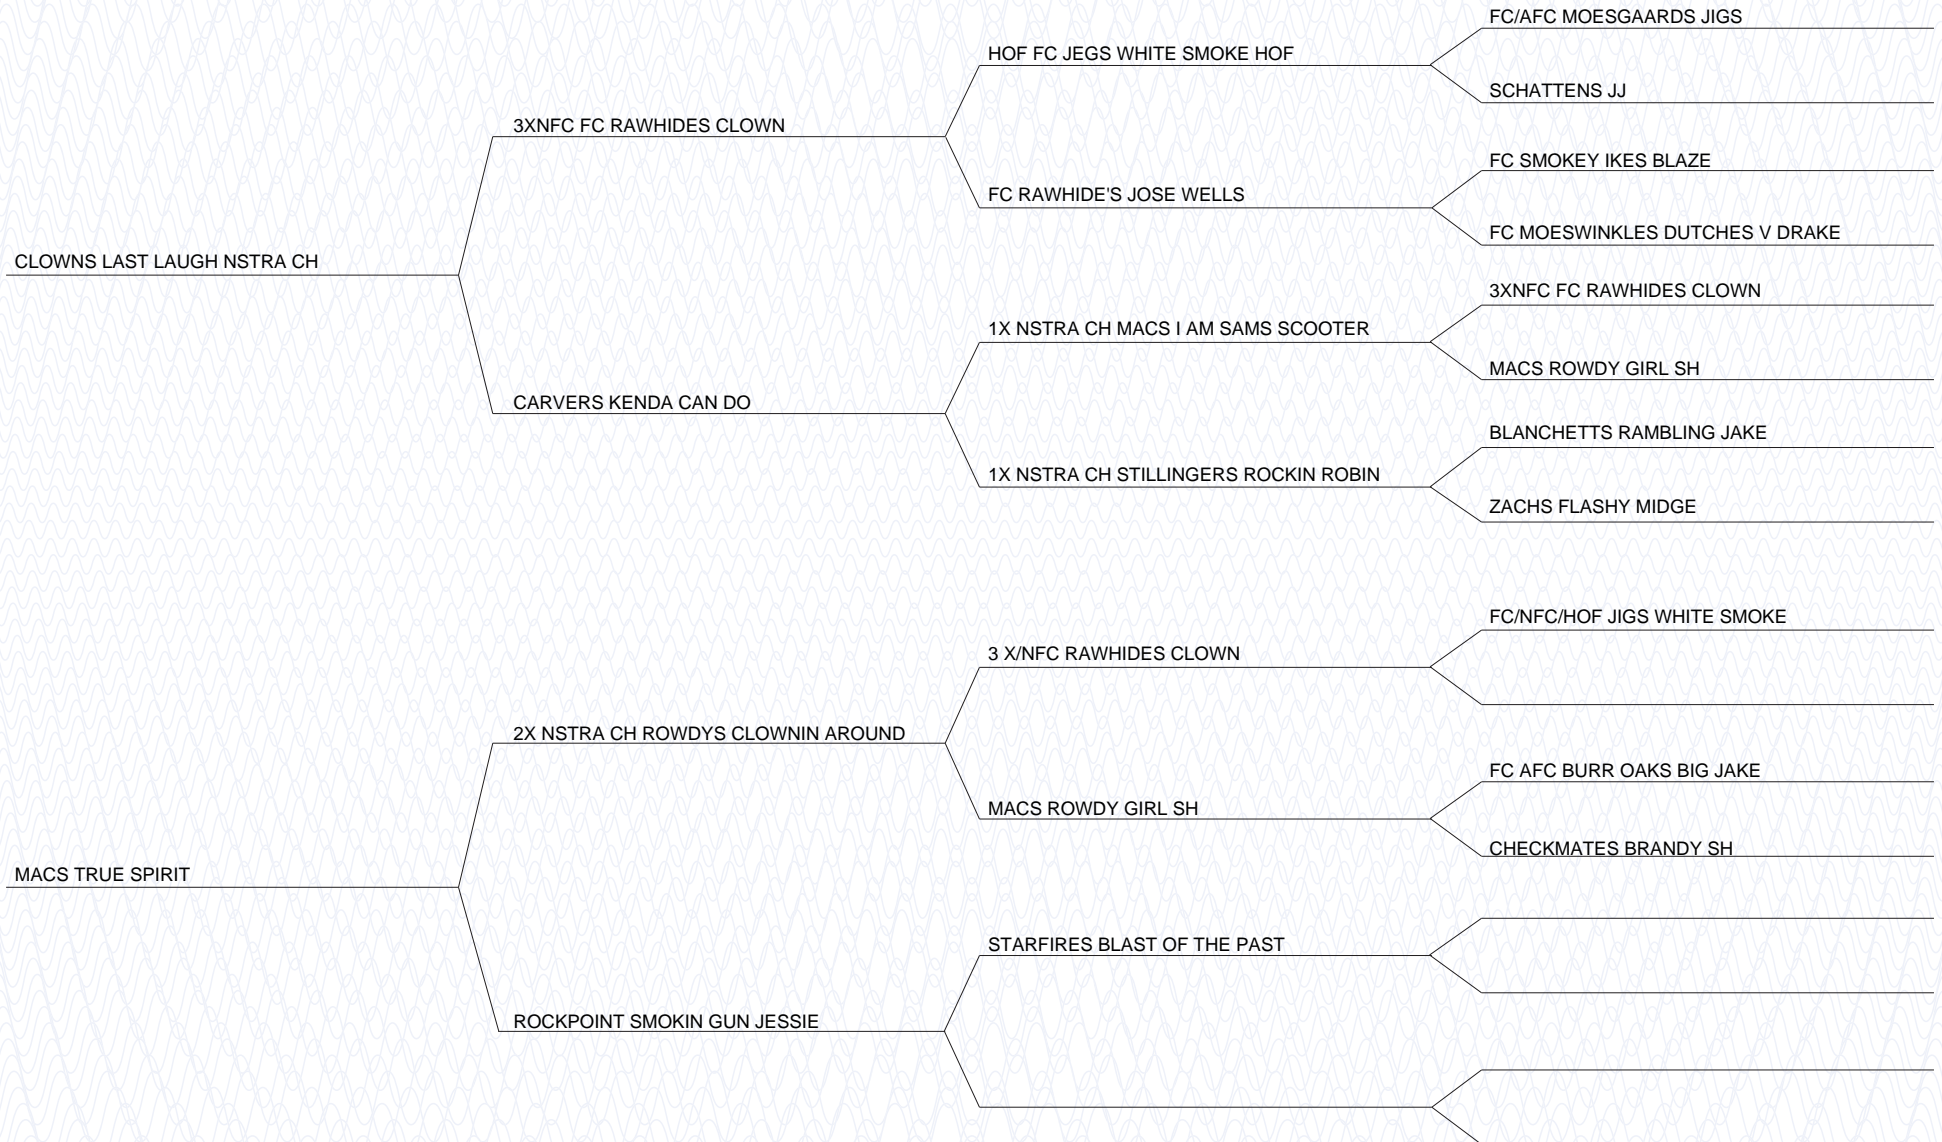 FC/AFC MOESGAARDS JIGS
HOF FC JEGS WHITE SMOKE HOF
SCHATTENS JJ
3XNFC FC RAWHIDES CLOWN
FC SMOKEY IKES BLAZE
FC RAWHIDE'S JOSE WELLS
FC MOESWINKLES DUTCHES V DRAKE
CLOWNS LAST LAUGH NSTRA CH
3XNFC FC RAWHIDES CLOWN
1X NSTRA CH MACS I AM SAMS SCOOTER
MACS ROWDY GIRL SH
CARVERS KENDA CAN DO
BLANCHETTS RAMBLING JAKE
1X NSTRA CH STILLINGERS ROCKIN ROBIN
ZACHS FLASHY MIDGE
FC/NFC/HOF JIGS WHITE SMOKE
3 X/NFC RAWHIDES CLOWN
2X NSTRA CH ROWDYS CLOWNIN AROUND
FC AFC BURR OAKS BIG JAKE
MACS ROWDY GIRL SH
CHECKMATES BRANDY SH
MACS TRUE SPIRIT
STARFIRES BLAST OF THE PAST
ROCKPOINT SMOKIN GUN JESSIE